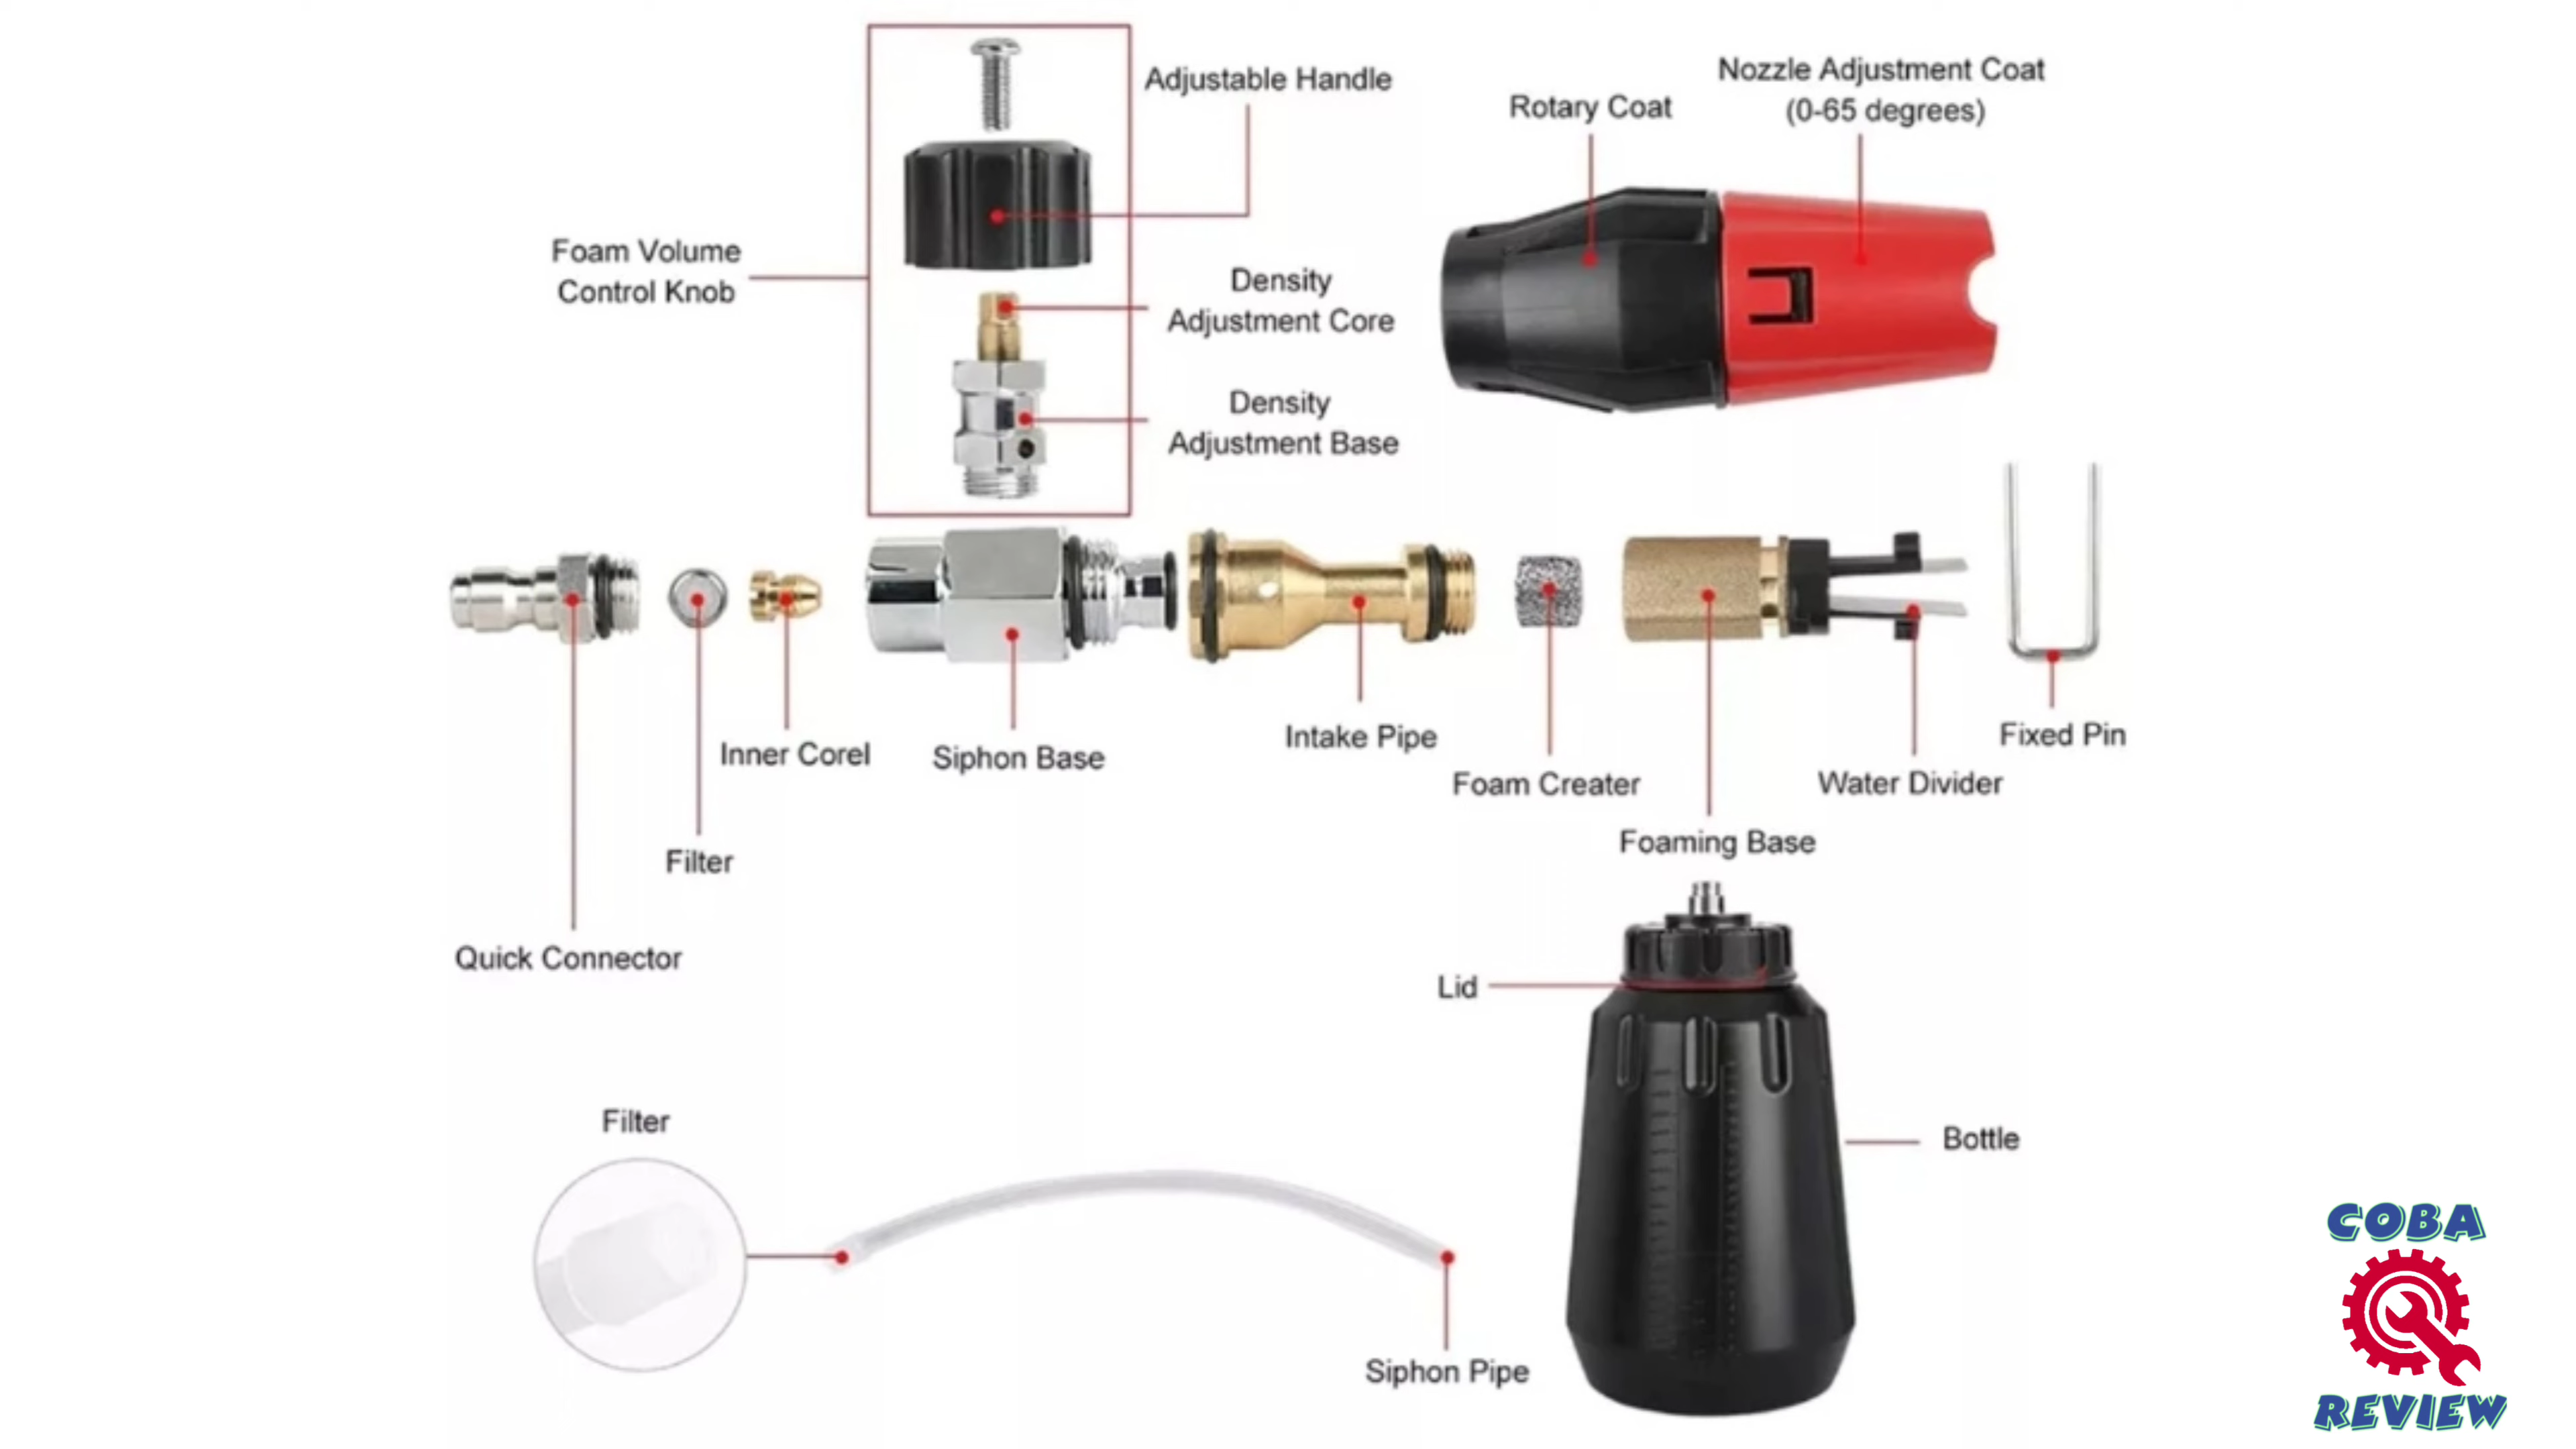 Adjustable Handle
Nozzle Adjustment Coat
(0-65 degrees)
Rotary Coat
Foam Volume
Control Knob
Density
Adjustment Core
Density
Adjustment Base
Inner Corel
Siphon Base
Intake Pipe
Foam Creater
Water Divider
Fixed Pin
Foaming Base
Filter
Quick Connector
Lid
Filter
Bottle
Siphon Pipe
COBA
REVIEW